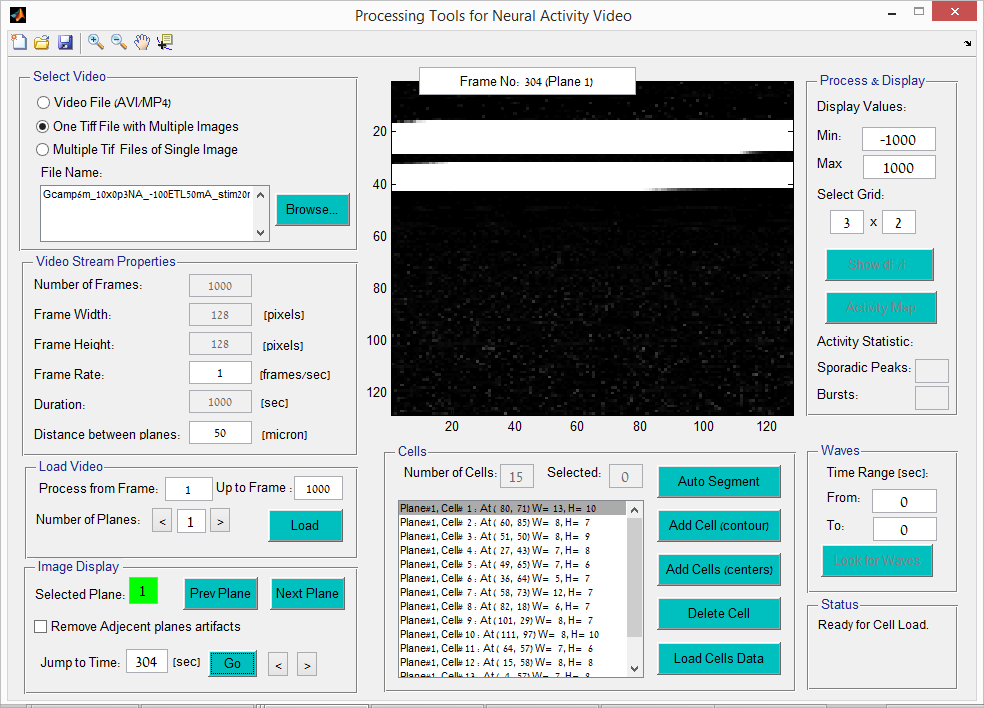 Processing Tools for Neural Activity Video
Select Video
Video File (AVI/MP4)
One Tiff File with Multiple Images
Multiple Tif Files of Single Image
File Name:
Gcamp6m_10x0p3NA_-100ETL50mA_stim20r
Browse...
Video Stream Properties
Number of Frames: 1000
Frame Width: 128 [pixels]
Frame Height: 128 [pixels]
Frame Rate: 1 [frames/sec]
Duration: 1000 [sec]
Distance between planes: 50 [micron]
Load Video
Process from Frame: 1 Up to Frame : 1000
Number of Planes: < 1 > Load
Image Display
Selected Plane: 1 Prev Plane Next Plane
Remove Adjecent planes artifacts
Jump to Time: 304 [sec] Go < >
Frame No: 304 (Plane 1)
20
40
60
80
100
120
20 40 60 80 100 120
Cells
Number of Cells: 15 Selected: 0
Plane#1, Cell# 1 : At ( 80, 71) W= 13, H= 10
Plane#1, Cell# 2 : At ( 60, 85) W= 8, H= 7
Plane#1, Cell# 3 : At ( 51, 50) W= 8, H= 9
Plane#1, Cell# 4 : At ( 27, 43) W= 7, H= 8
Plane#1, Cell# 5 : At ( 49, 65) W= 7, H= 6
Plane#1, Cell# 6 : At ( 36, 64) W= 5, H= 7
Plane#1, Cell# 7 : At ( 58, 73) W= 12, H= 7
Plane#1, Cell# 8 : At ( 82, 18) W= 6, H= 7
Plane#1, Cell# 9 : At (101, 29) W= 8, H= 7
Plane#1, Cell# 10 : At (111, 97) W= 8, H= 10
Plane#1, Cell# 11 : At ( 64, 57) W= 7, H= 6
Plane#1, Cell# 12 : At ( 15, 58) W= 8, H= 8
Plane#1, Cell# 13 : At ( 4, 57) W= 7, H= 8
Auto Segment
Add Cell (contour)
Add Cells (centers)
Delete Cell
Load Cells Data
Process & Display
Display Values:
Min: -1000
Max 1000
Select Grid:
3 x 2
Show
Activity Map
Activity Statistic:
Sporadic Peaks:
Bursts:
Waves
Time Range [sec]:
From: 0
To: 0
Look for Waves
Status
Ready for Cell Load.